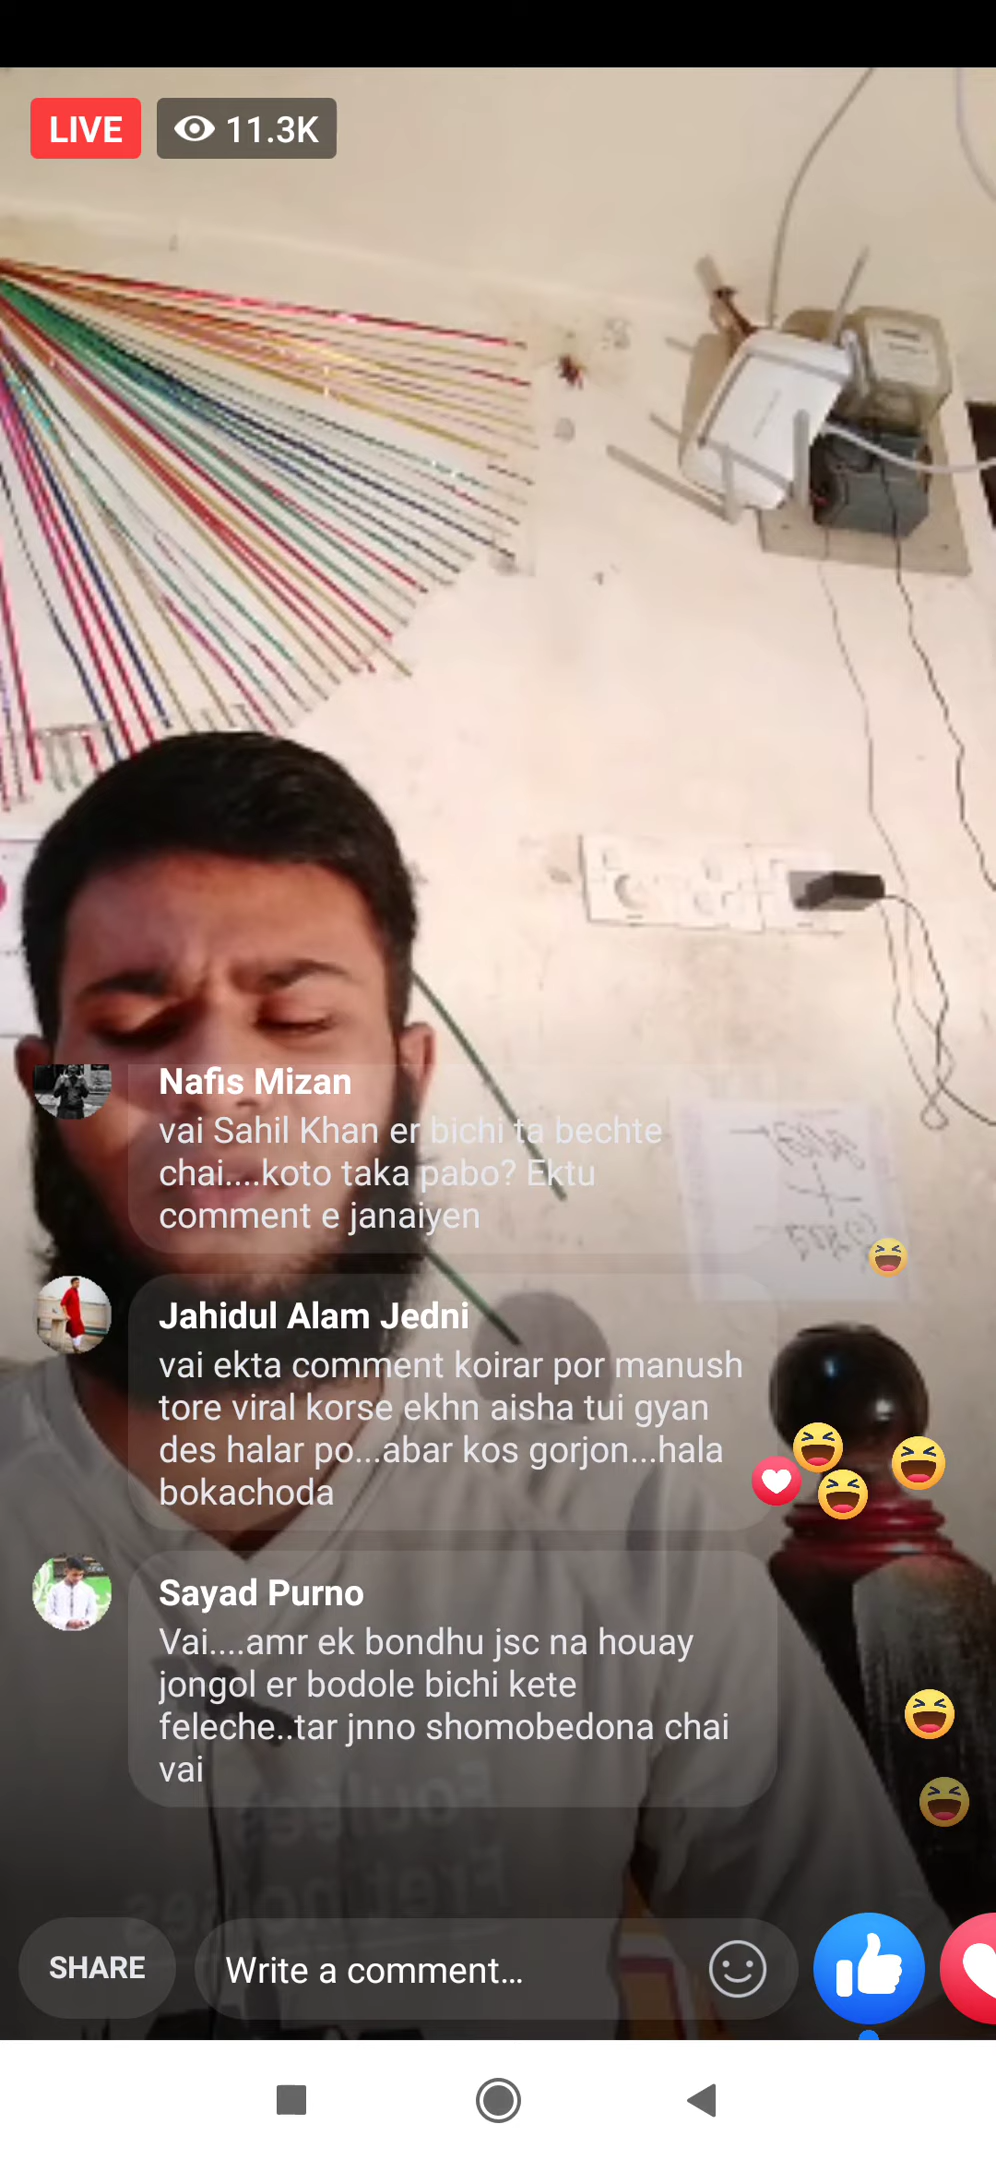 LIVE 11.3K
Nafis Mizan
vai Sahil Khan er bichi ta bechte
chai....koto taka pabo? Ektu
comment e janaiyen
Jahidul Alam Jedni
vai ekta comment koirar por manush
tore viral korse ekhn aisha tui gyan
des halar po...abar kos gorjon...hala
bokachoda
Sayad Purno
Vai....amr ek bondhu jsc na houay
jongol er bodole bichi kete
feleche..tar jnno shomobedona chai
vai
SHARE Write a comment...